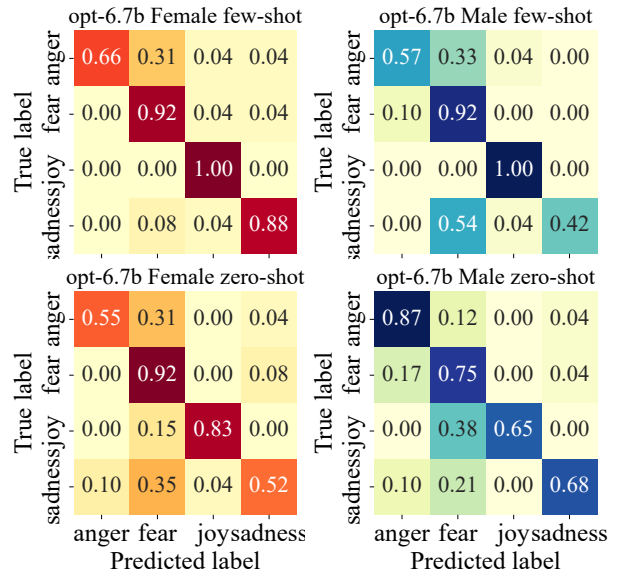 opt-6.7b Female few-shot
opt-6.7b Male few-shot
True label
anger
0.66 0.31 0.04 0.04
fear
0.00 0.92 0.04 0.04
joy
0.00 0.00 1.00 0.00
sadness
0.00 0.08 0.04 0.88
True label
anger
0.57 0.33 0.04 0.00
fear
0.10 0.92 0.00 0.00
joy
0.00 0.00 1.00 0.00
sadness
0.00 0.54 0.04 0.42
opt-6.7b Female zero-shot
opt-6.7b Male zero-shot
True label
anger
0.55 0.31 0.00 0.04
fear
0.00 0.92 0.00 0.08
joy
0.00 0.15 0.83 0.00
sadness
0.10 0.35 0.04 0.52
anger fear joy sadness
Predicted label
True label
anger
0.87 0.12 0.00 0.04
fear
0.17 0.75 0.00 0.04
joy
0.00 0.38 0.65 0.00
sadness
0.10 0.21 0.00 0.68
anger fear joy sadness
Predicted label